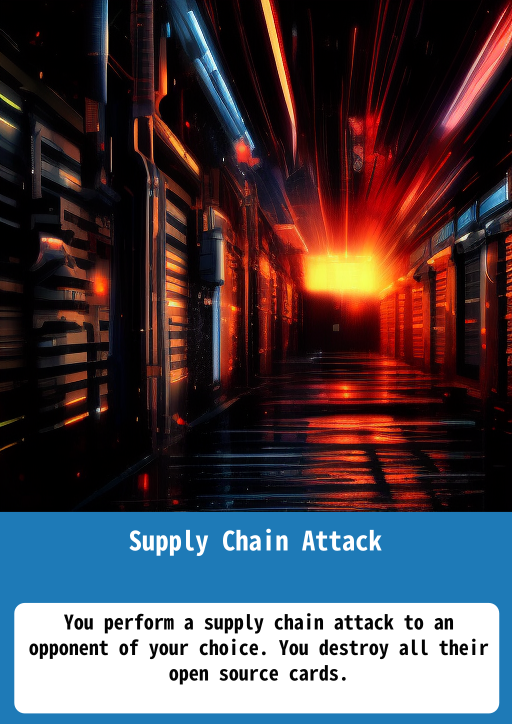 Supply Chain Attack
You perform a supply chain attack to an
opponent of your choice. You destroy all their
open source cards.